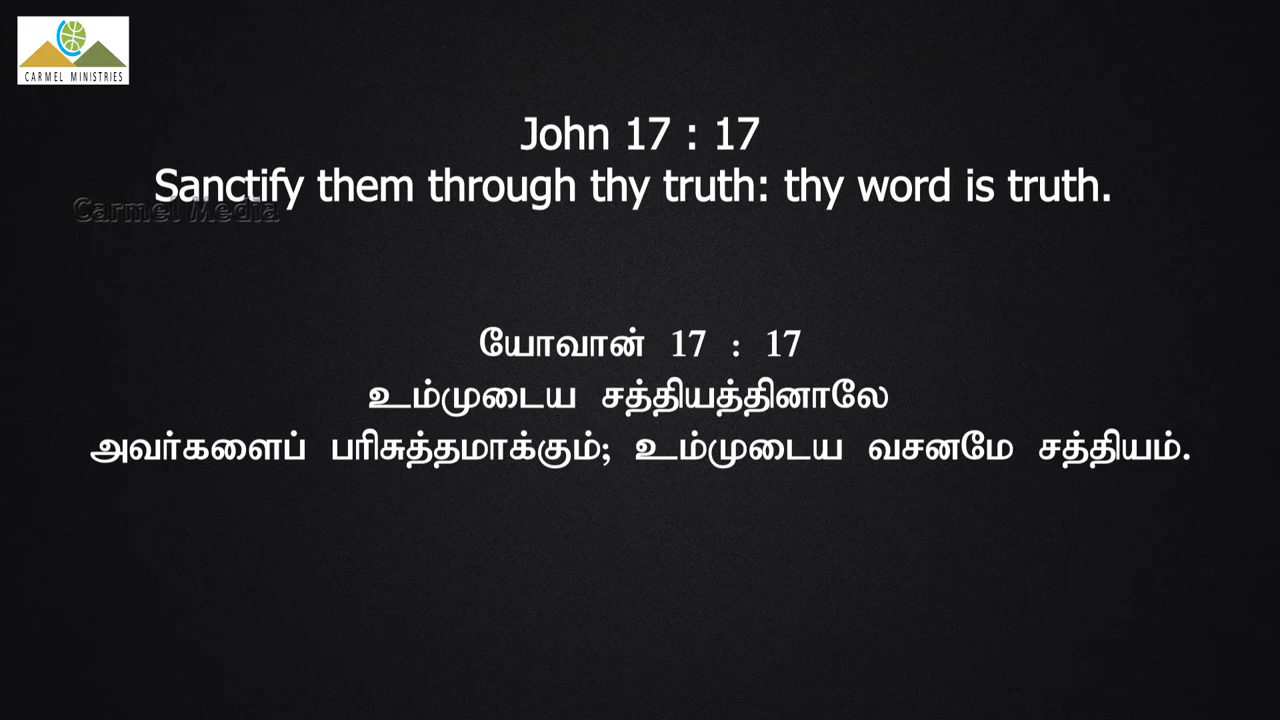 CARMEL MINISTRIES
John 17 : 17
Sanctify them through thy truth: thy word is truth.
Carmel Media
யோவான் 17 : 17
உம்முடைய சத்தியத்தினாலே
அவர்களைப் பரிசுத்தமாக்கும்; உம்முடைய வசனமே சத்தியம்.